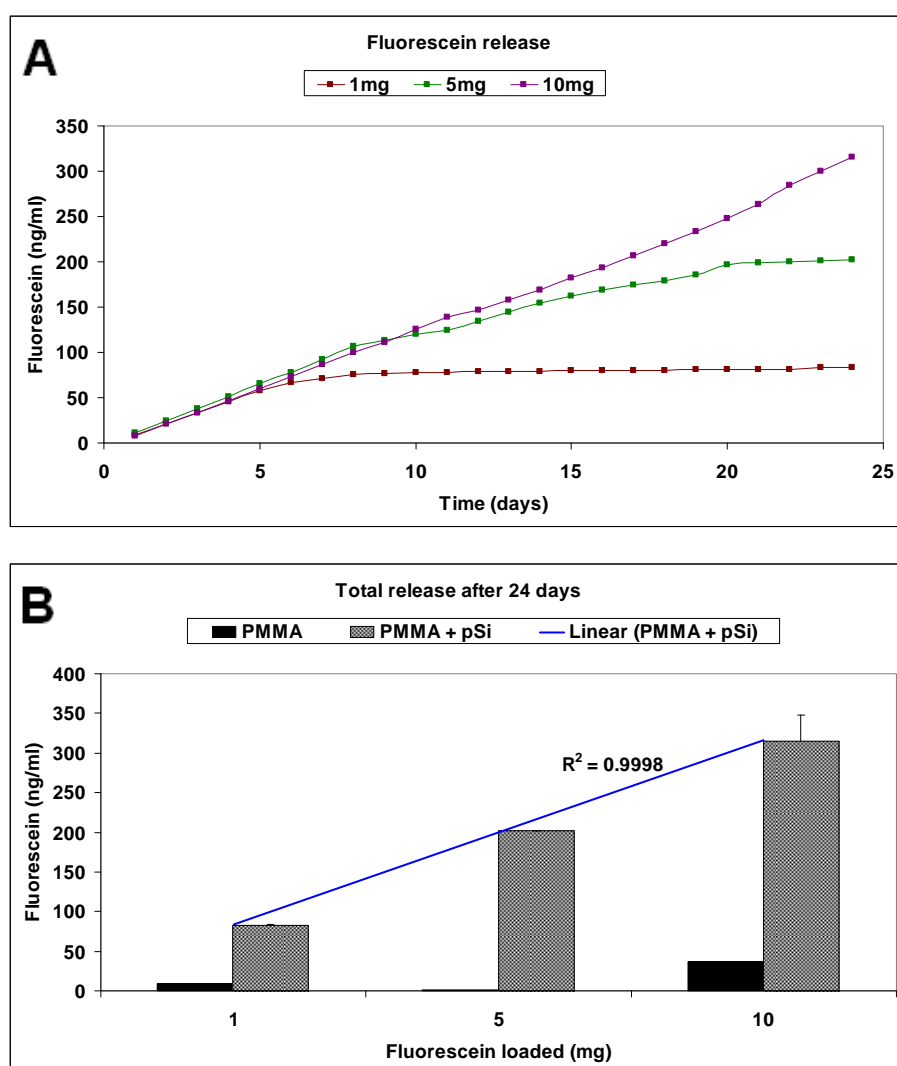 A
Fluorescein release
1mg 5mg 10mg
350
300
250
200
150
100
50
0
Fluorescein (ng/ml)
0 5 10 15 20 25
Time (days)
B
Total release after 24 days
PMMA PMMA + pSi Linear (PMMA + pSi)
400
350
300
250
200
150
100
50
0
Fluorescein (ng/ml)
R² = 0.9998
1 5 10
Fluorescein loaded (mg)